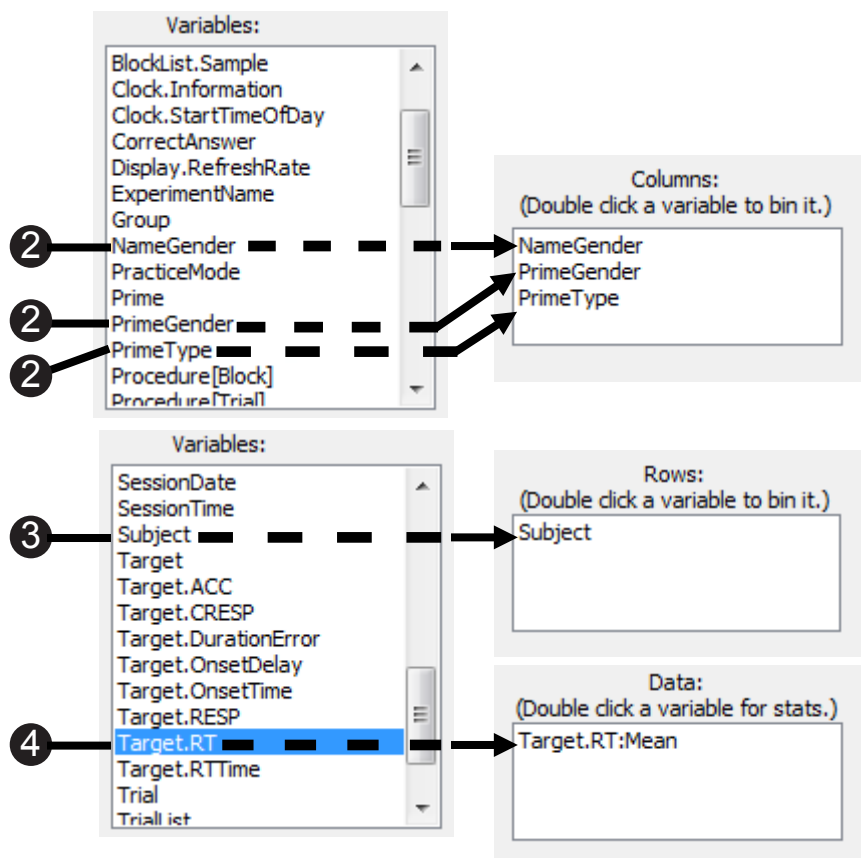 Variables:
BlockList.Sample
Clock.Information
Clock.StartTimeOfDay
CorrectAnswer
Display.RefreshRate
ExperimentName
Group
2 NameGender
PracticeMode
Prime
2 PrimeGender
2 PrimeType
Procedure[Block]
Procedure[Trial]
Columns:
(Double click a variable to bin it.)
NameGender
PrimeGender
PrimeType
Variables:
SessionDate
SessionTime
3 Subject
Target
Target.ACC
Target.CRESP
Target.DurationError
Target.OnsetDelay
Target.OnsetTime
Target.RESP
4 Target.RT
Target.RTTime
Trial
TrialList
Rows:
(Double click a variable to bin it.)
Subject
Data:
(Double click a variable for stats.)
Target.RT:Mean